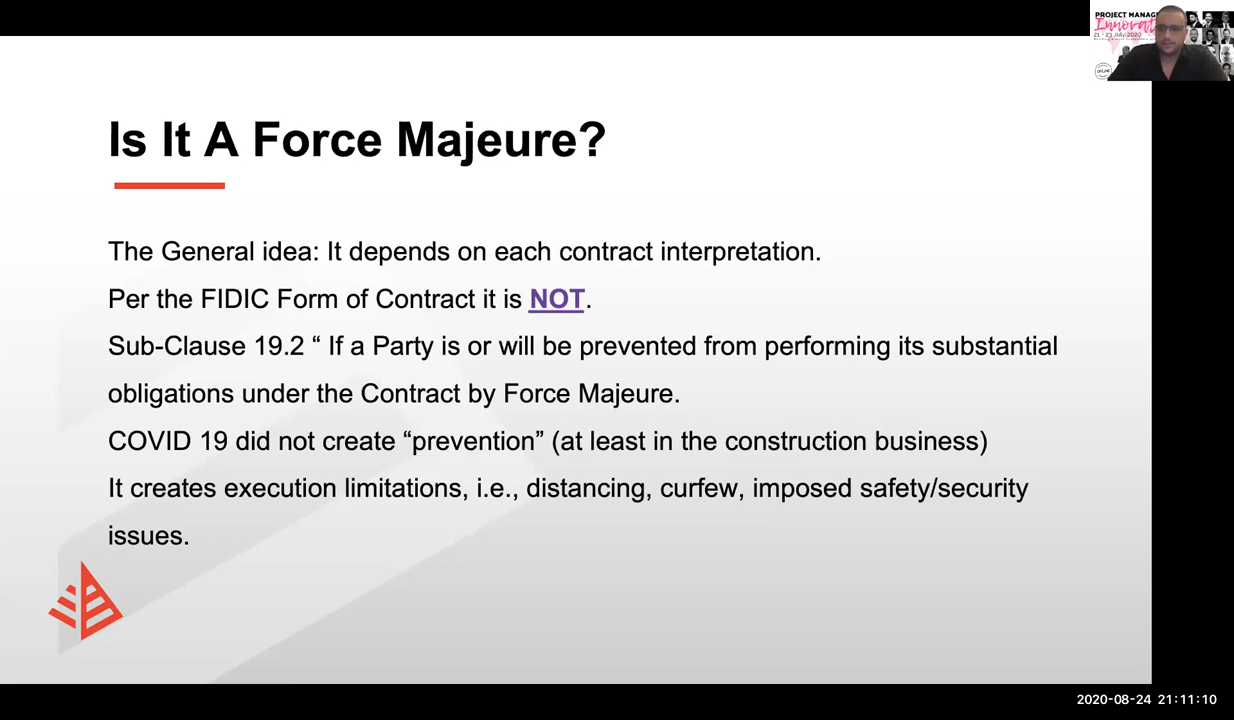 PROJECT MANAG
Innovat
21 - 23 July 2020
Is It A Force Majeure?
The General idea: It depends on each contract interpretation.
Per the FIDIC Form of Contract it is NOT.
Sub-Clause 19.2 “ If a Party is or will be prevented from performing its substantial
obligations under the Contract by Force Majeure.
COVID 19 did not create “prevention” (at least in the construction business)
It creates execution limitations, i.e., distancing, curfew, imposed safety/security
issues.
2020-08-24 21:11:10